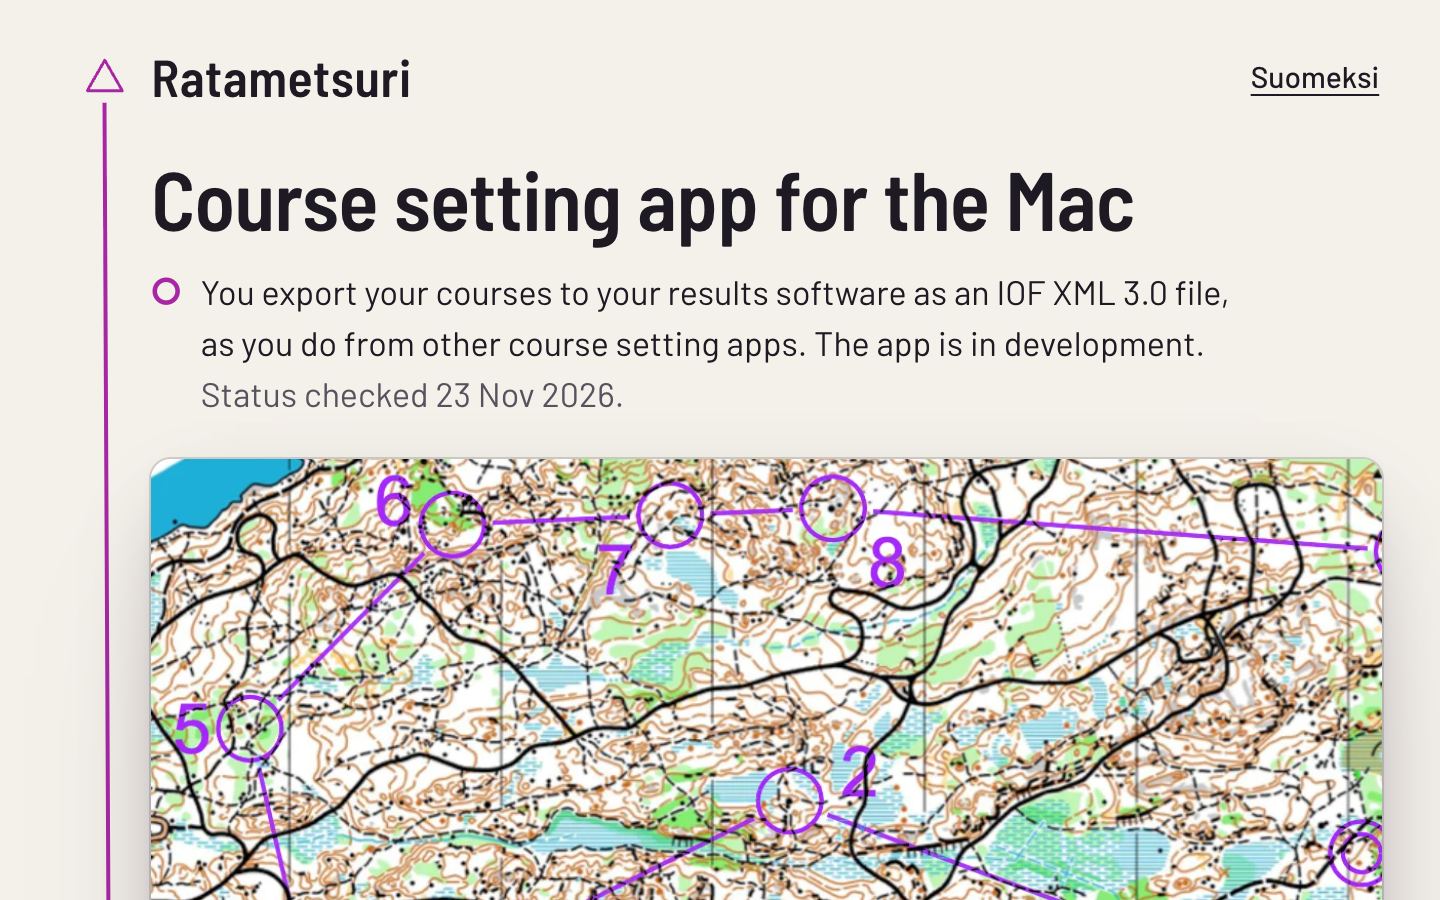 Ratametsuri
Suomeksi
Course setting app for the Mac
You export your courses to your results software as an IOF XML 3.0 file,
as you do from other course setting apps. The app is in development.
Status checked 23 Nov 2026.
6
7
8
5
2